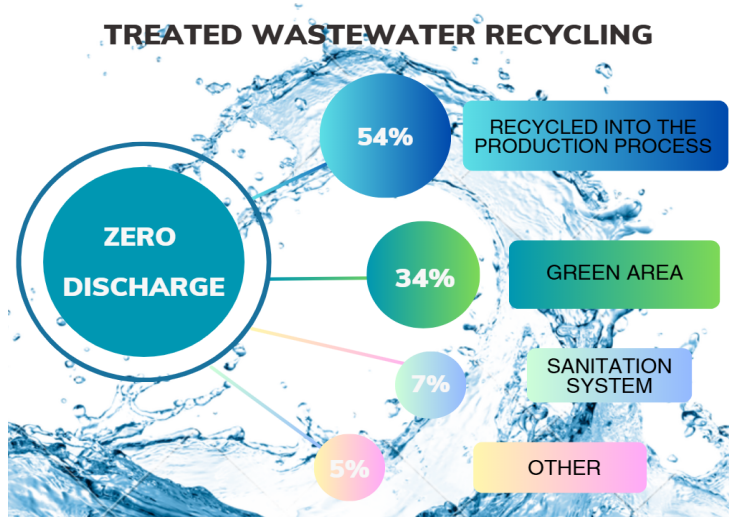 TREATED WASTEWATER RECYCLING
54%
RECYCLED INTO THE
PRODUCTION PROCESS
ZERO
DISCHARGE
34%
GREEN AREA
7%
SANITATION
SYSTEM
5%
OTHER